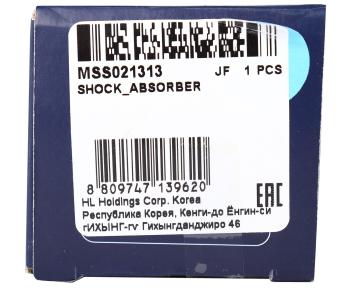 MSS021313 JF 1 PCS
SHOCK_ABSORBER
8 809747 139620
EAC
HL Holdings Corp. Korea
Республика Корея, Кенги-до Ёнгин-си
гИХЫНГ-гу Гихынгданджиро 46